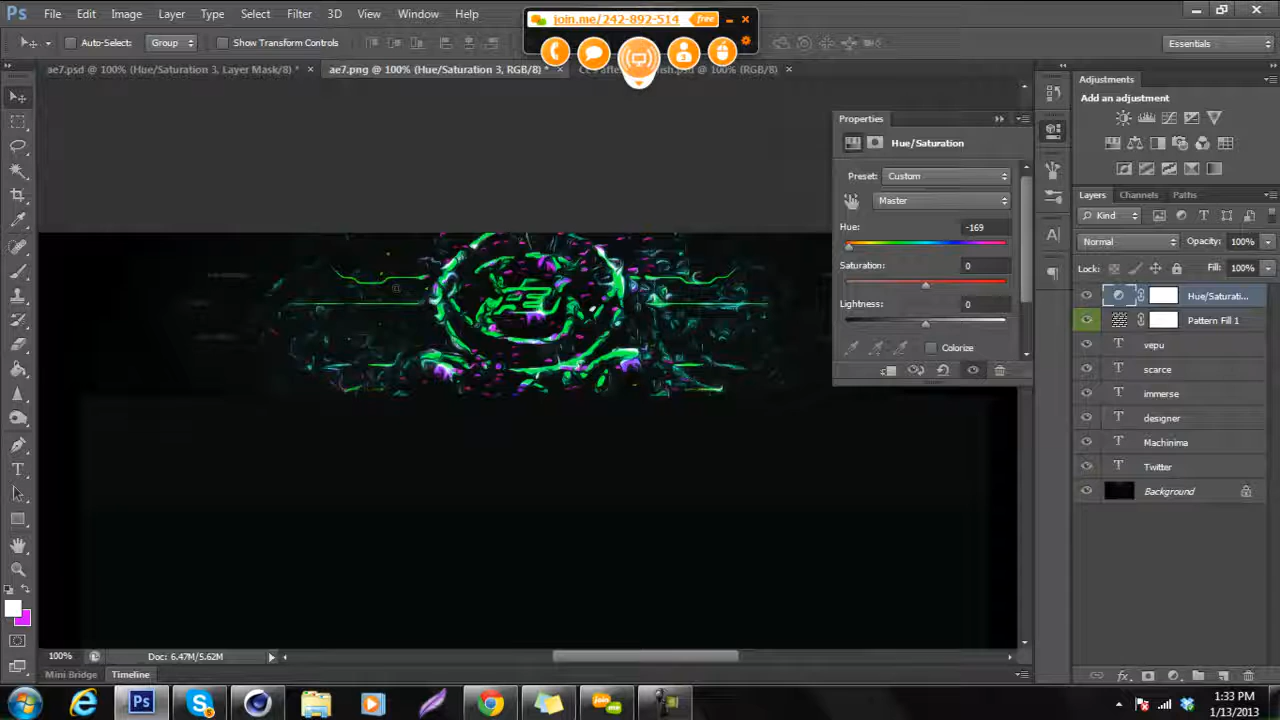 Ps File Edit Image Layer Type Select Filter 3D View Window Help
join.me/242-892-514 free
3
Auto-Select: Group Show Transform Controls Essentials
ae7.psd @ 100% (Hue/Saturation 3, Layer Mask/8) * × ae7.png @ 100% (Hue/Saturation 3, RGB/8) * × @ 100% (RGB/8) ×
Properties
Hue/Saturation
Preset: Custom
Master
Hue: -169
Saturation: 0
Lightness: 0
Colorize
Adjustments
Add an adjustment
Layers Channels Paths
Kind
Normal Opacity: 100%
Lock: Fill: 100%
Hue/Saturati...
Pattern Fill 1
T vepu
T scarce
T immerse
T designer
T Machinima
T Twitter
Background
100% Doc: 6.47M/5.62M
Mini Bridge Timeline
Ps join me
1:33 PM
1/13/2013